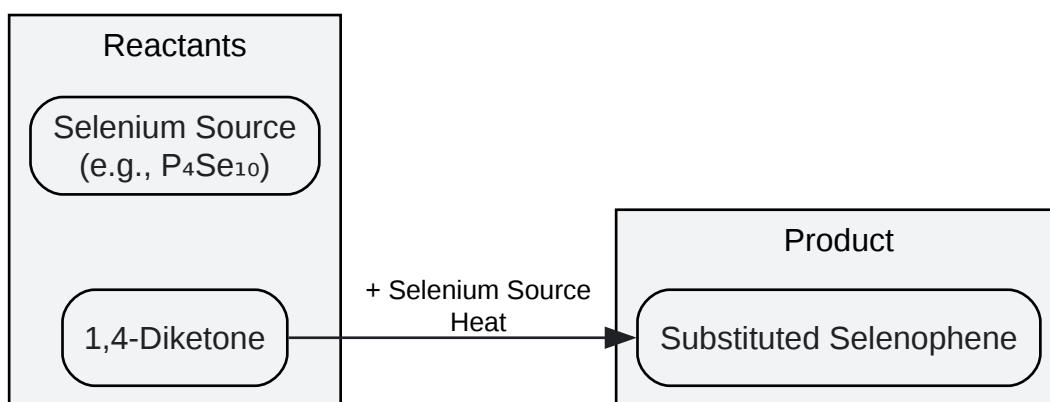 Reactants
Selenium Source
(e.g., P₄Se₁₀)
1,4-Diketone
+ Selenium Source
Heat
Product
Substituted Selenophene